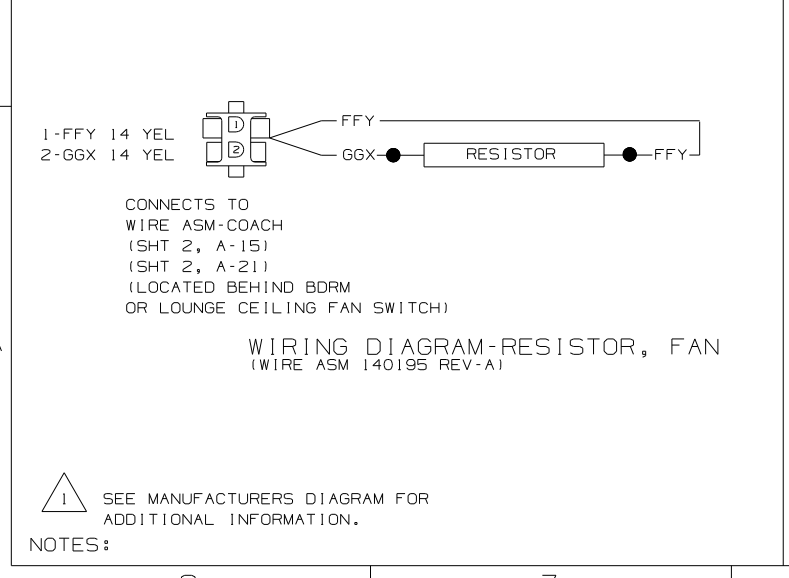 1-FFY 14 YEL
2-GGX 14 YEL
1
2
FFY
GGX
RESISTOR
FFY
CONNECTS TO
WIRE ASM-COACH
(SHT 2, A-15)
(SHT 2, A-21)
(LOCATED BEHIND BDRM
OR LOUNGE CEILING FAN SWITCH)
WIRING DIAGRAM-RESISTOR, FAN
(WIRE ASM 140195 REV-A)
1
SEE MANUFACTURERS DIAGRAM FOR
ADDITIONAL INFORMATION.
NOTES: